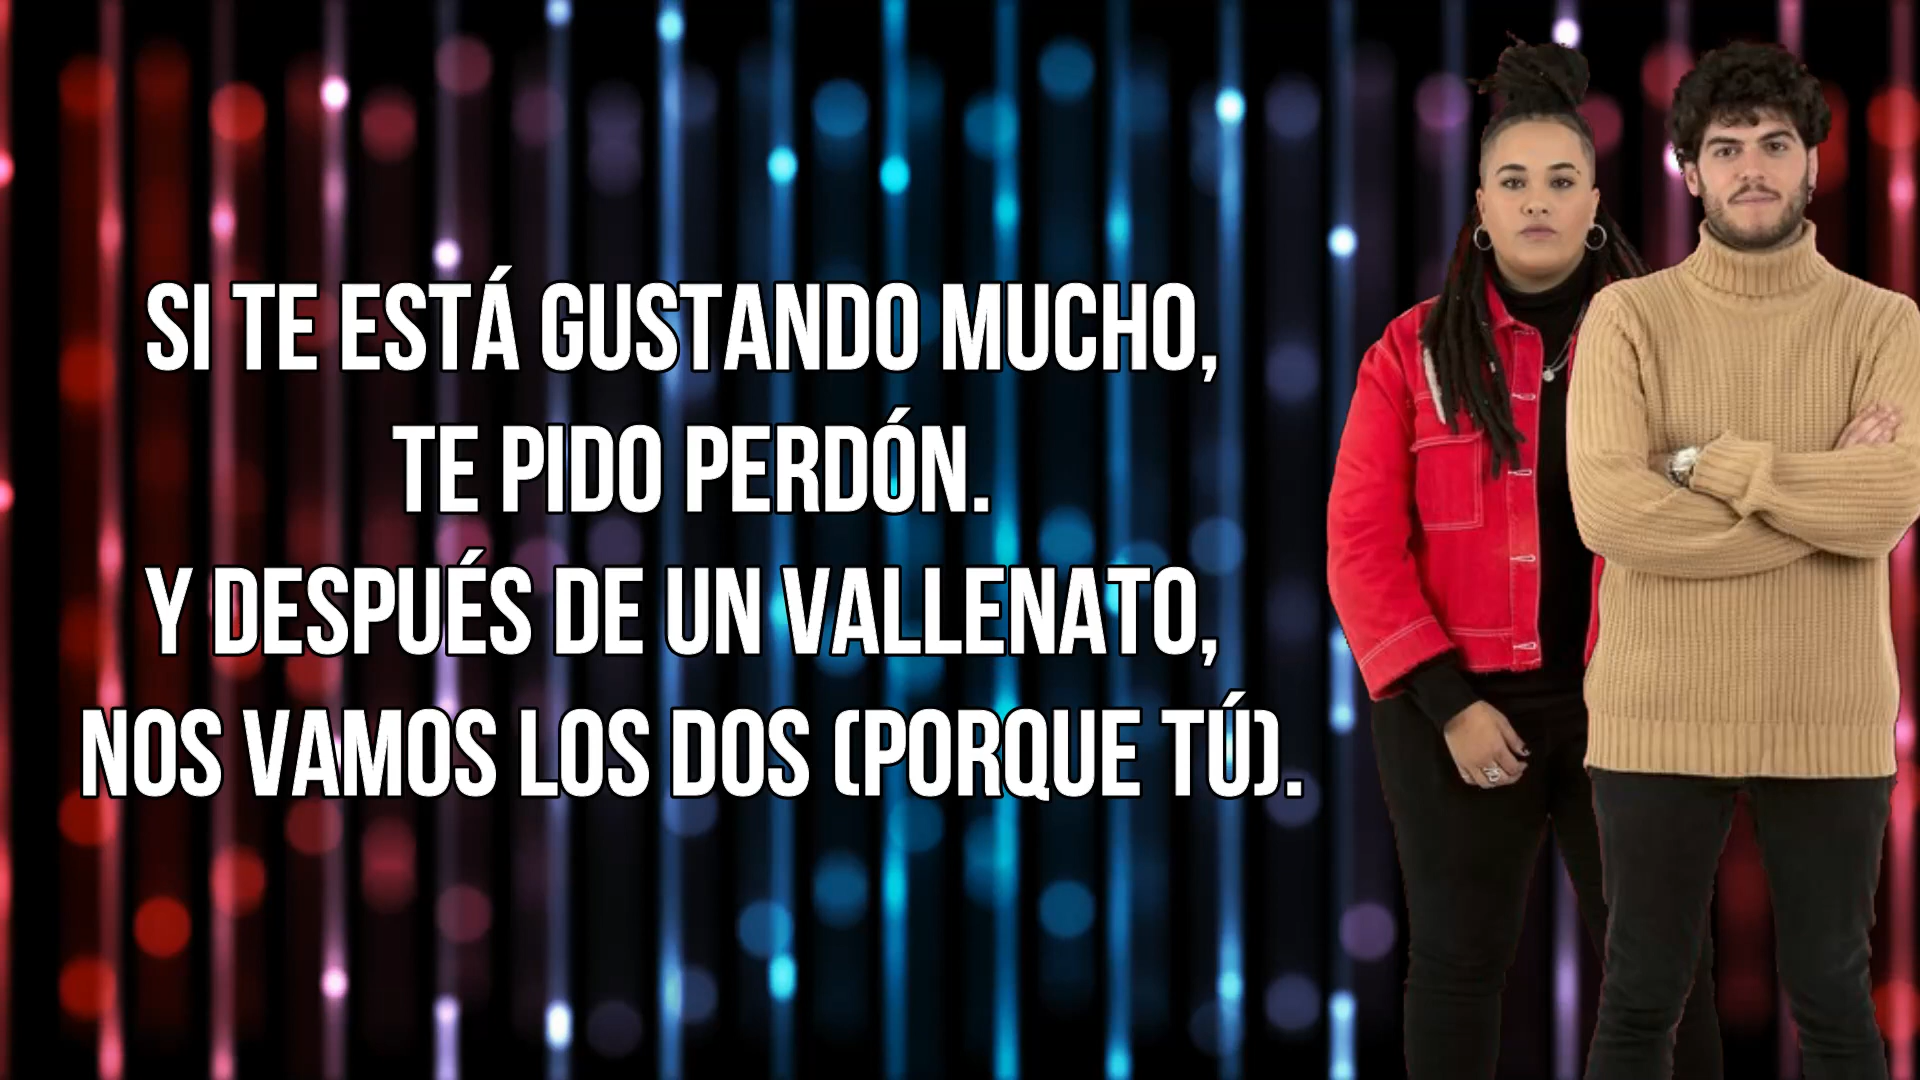 SI TE ESTÁ GUSTANDO MUCHO,
TE PIDO PERDÓN.
Y DESPUÉS DE UN VALLENATO,
NOS VAMOS LOS DOS (PORQUE TÚ).